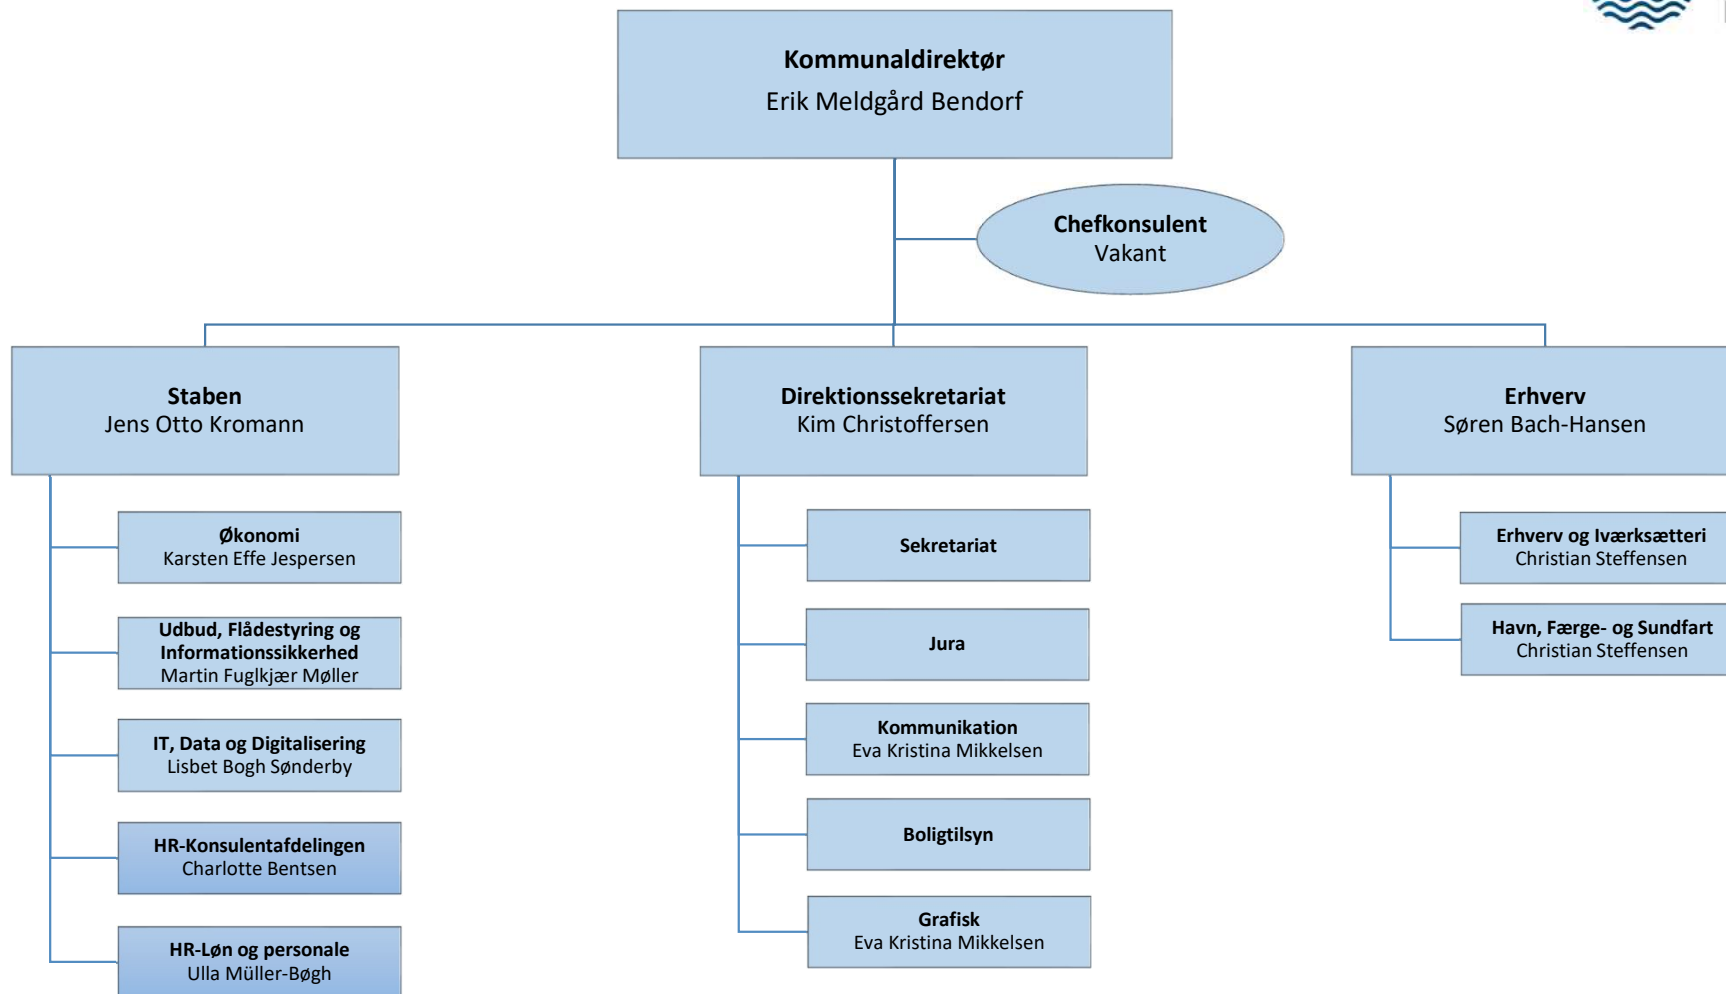 Kommunaldirektør
Erik Meldgård Bendorf
Chefkonsulent
Vakant
Staben
Jens Otto Kromann
Økonomi
Karsten Effe Jespersen
Udbud, Flådestyring og
Informationssikkerhed
Martin Fuglkjær Møller
IT, Data og Digitalisering
Lisbet Bogh Sønderby
HR-Konsulentafdelingen
Charlotte Bentsen
HR-Løn og personale
Ulla Müller-Bøgh
Direktionssekretariat
Kim Christoffersen
Sekretariat
Jura
Kommunikation
Eva Kristina Mikkelsen
Boligtilsyn
Grafisk
Eva Kristina Mikkelsen
Erhverv
Søren Bach-Hansen
Erhverv og Iværksætteri
Christian Steffensen
Havn, Færge- og Sundfart
Christian Steffensen